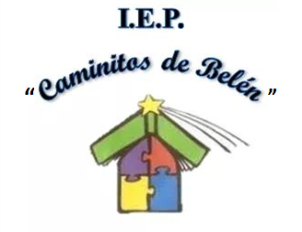 I.E.P.
“Caminitos de Belén”